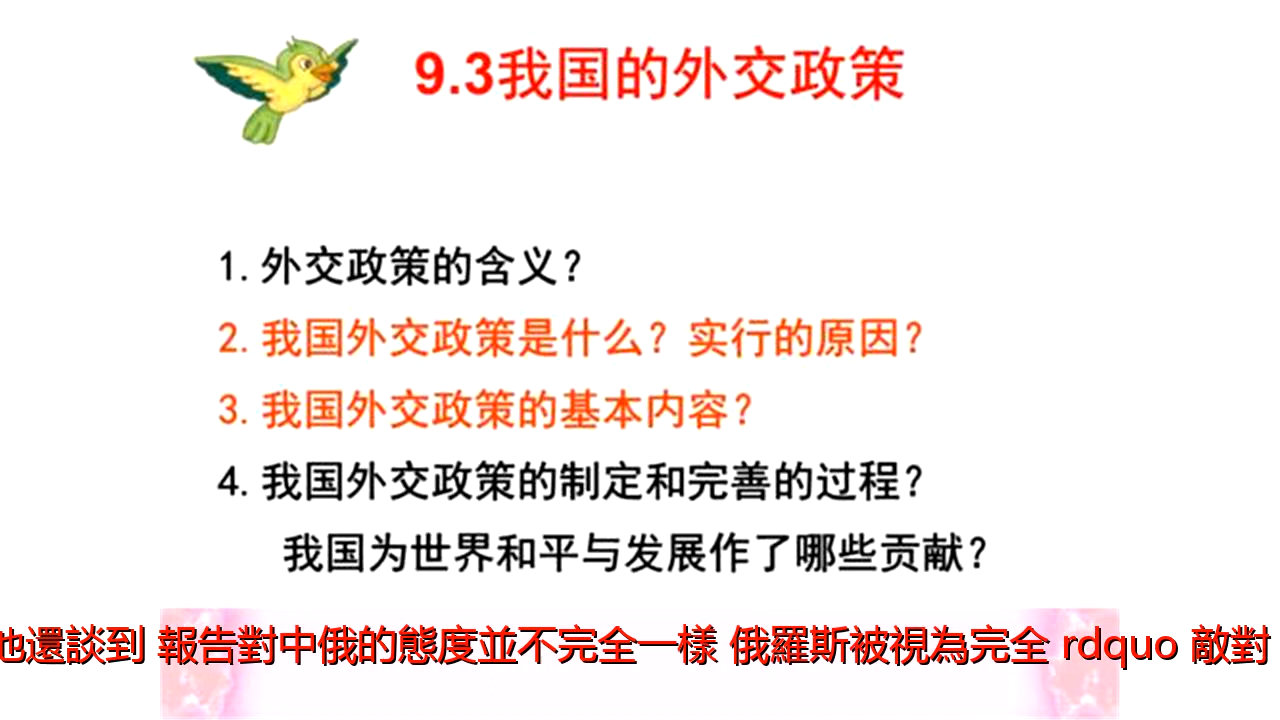 9.3我国的外交政策
1.外交政策的含义？
2.我国外交政策是什么？实行的原因？
3.我国外交政策的基本内容？
4.我国外交政策的制定和完善的过程？
我国为世界和平与发展作了哪些贡献？
他還談到 報告對中俄的態度並不完全一樣 俄羅斯被視為完全 rdquo 敵對